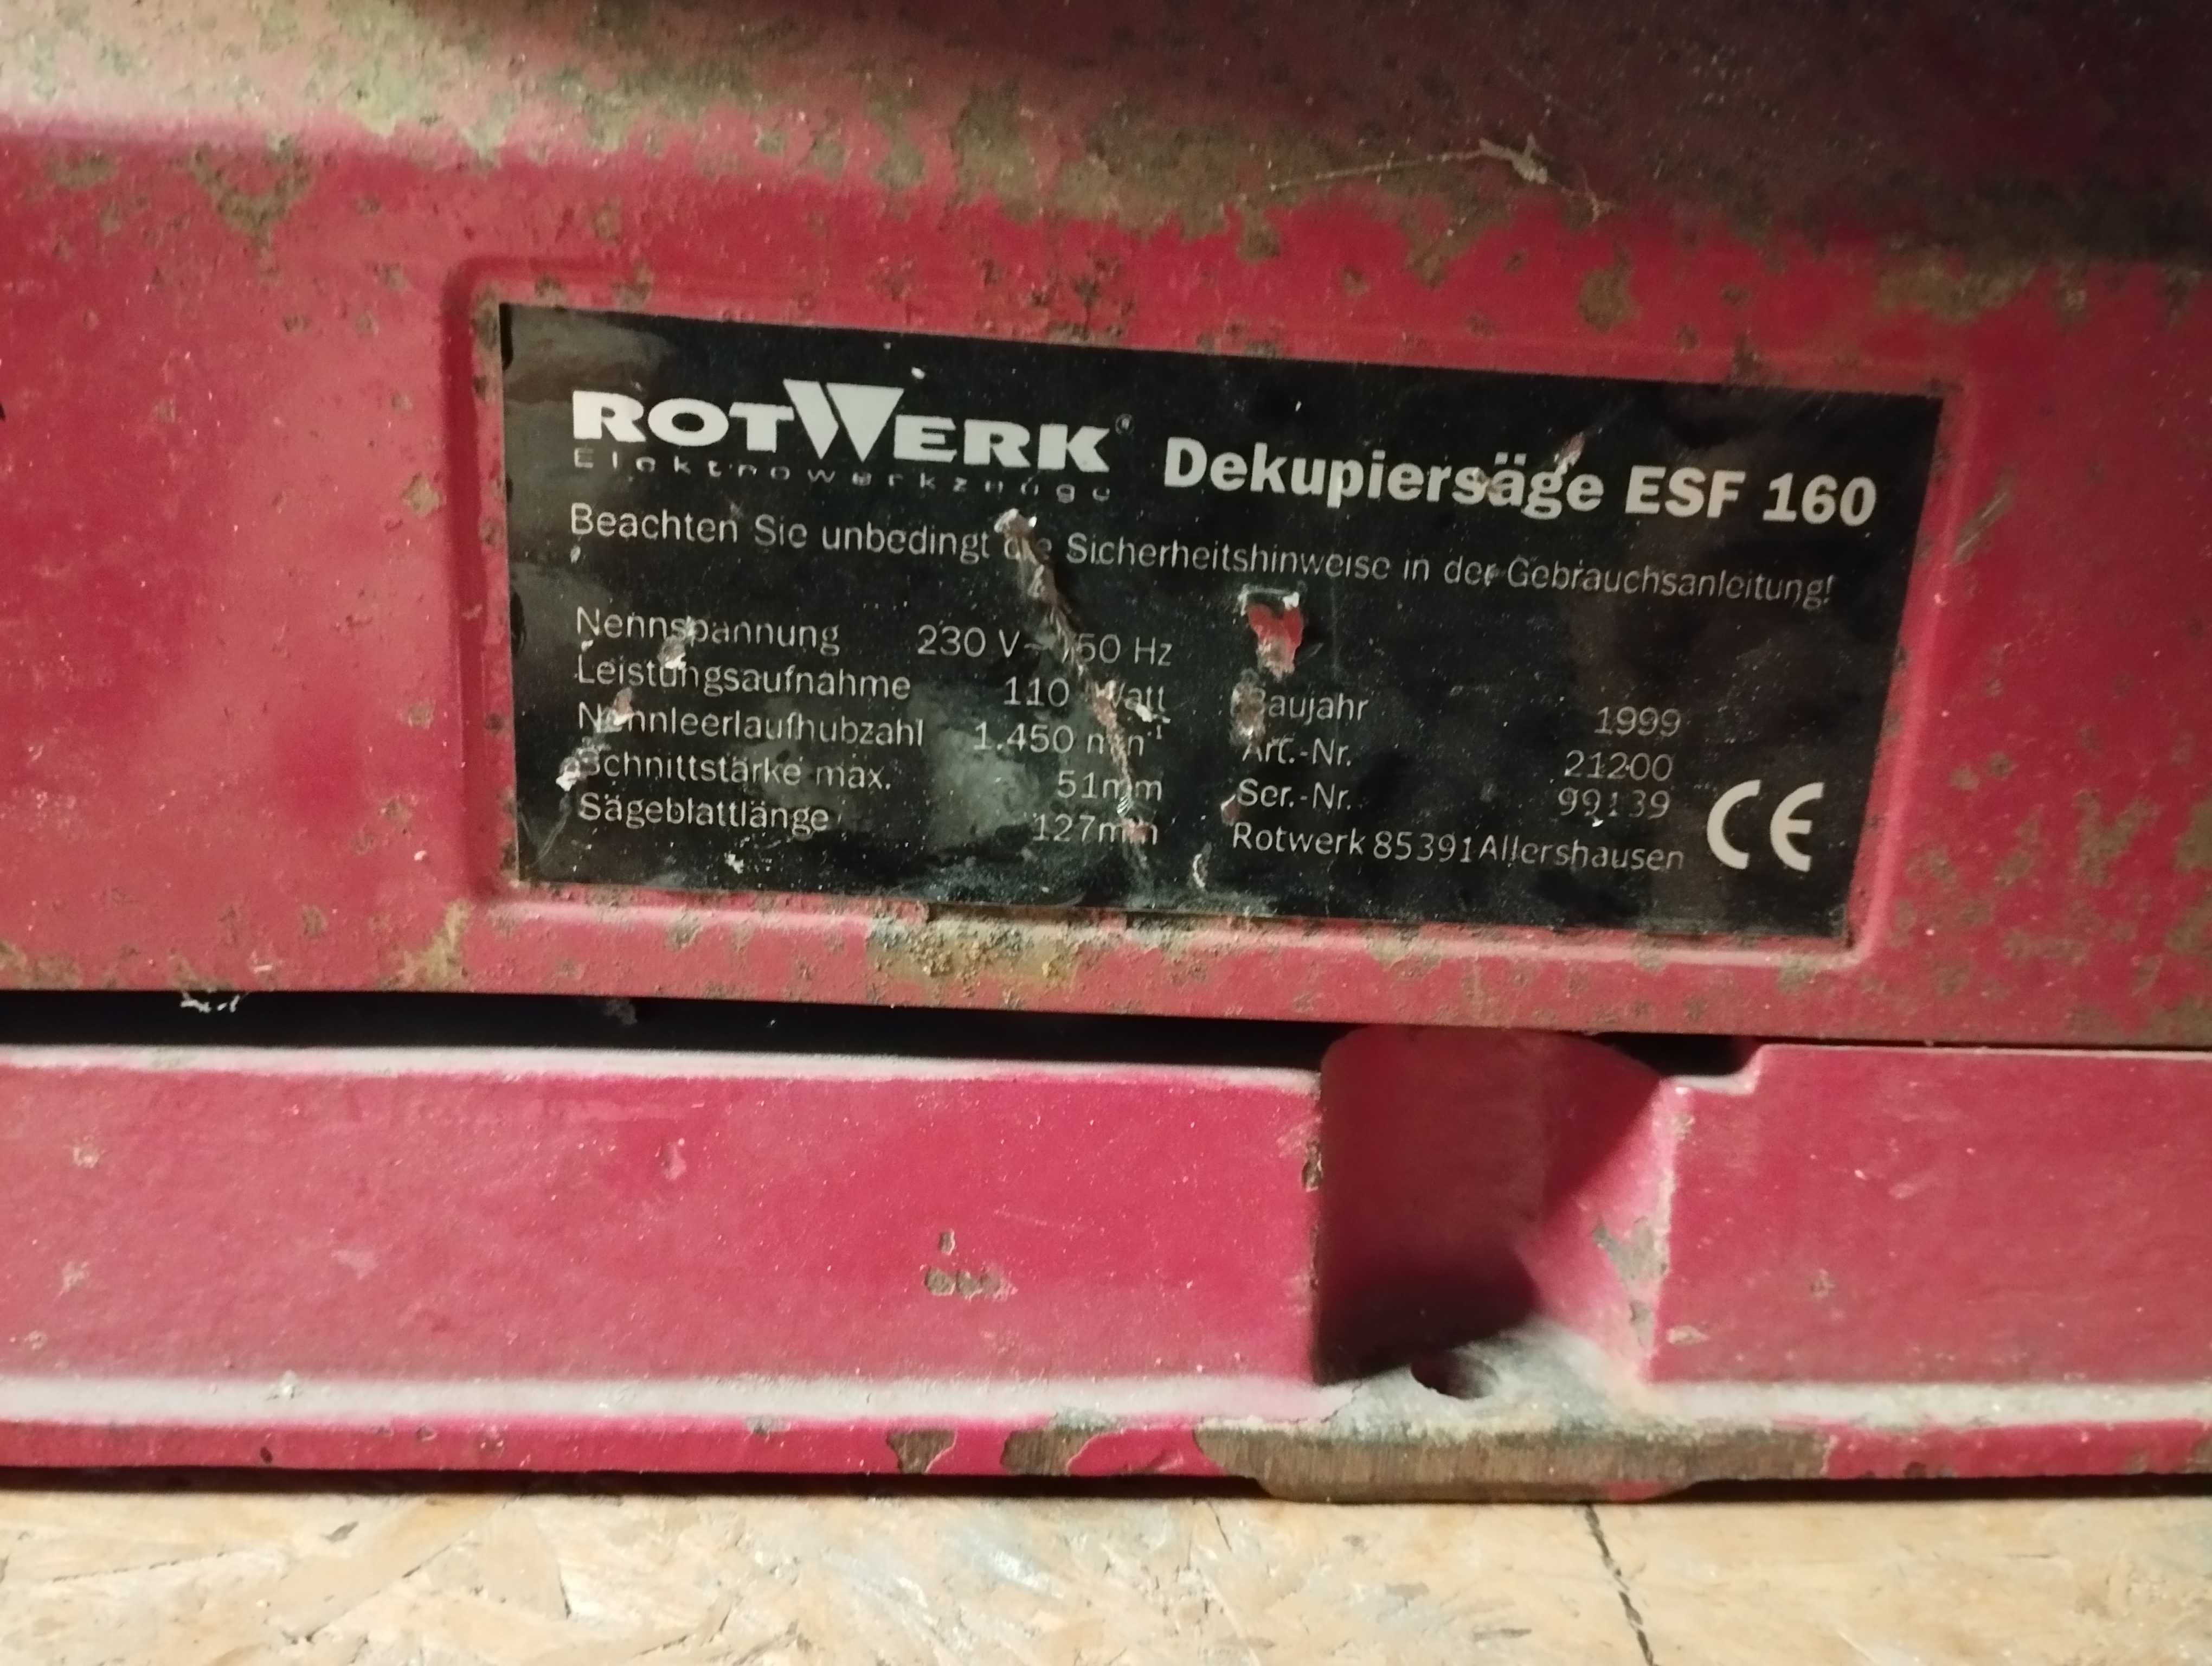 ROTWERK®
Elektrowerkzeuge
Dekupiersäge ESF 160
Beachten Sie unbedingt die Sicherheitshinweise in der Gebrauchsanleitung!
Nennspannung 230 V~ 50 Hz
Leistungsaufnahme 110 Watt
Nennleerlaufhubzahl 1.450 min⁻¹
Schnittstärke max. 51mm
Sägeblattlänge 127mm
Baujahr 1999
Art.-Nr. 21200
Ser.-Nr. 99139
Rotwerk 85391 Allershausen
CE